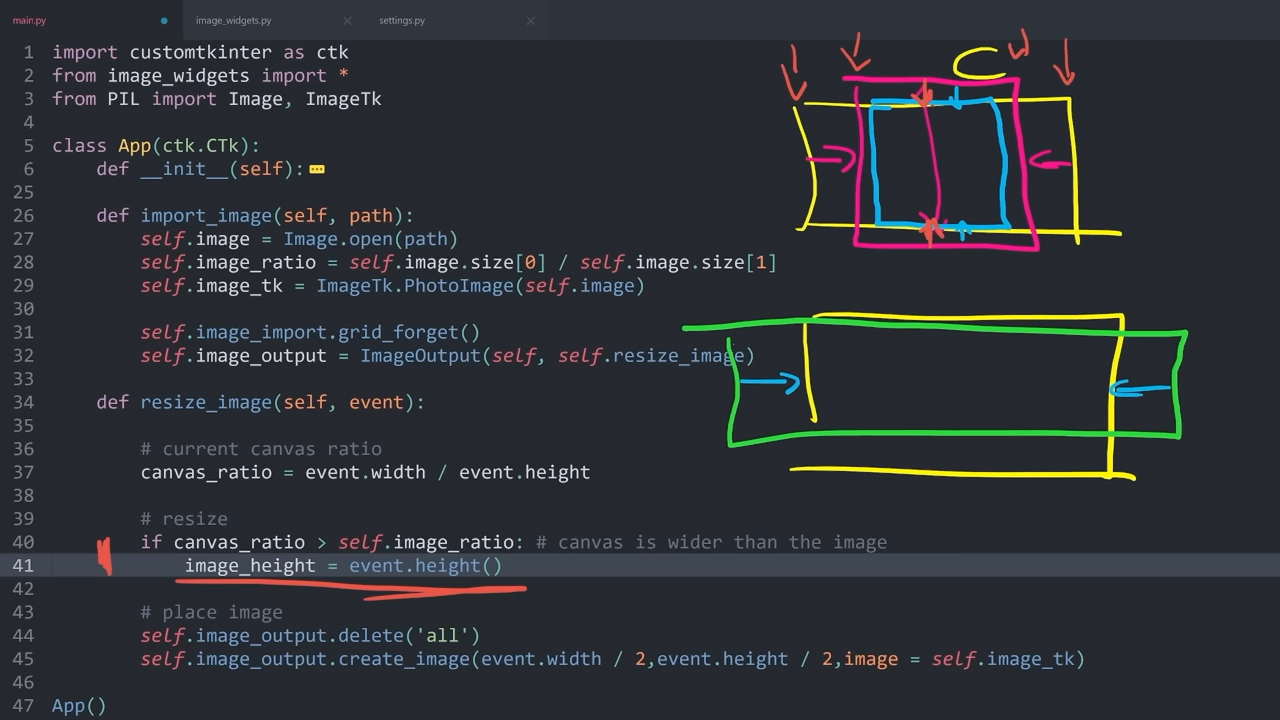 main.py
image_widgets.py
settings.py
1 import customtkinter as ctk
2 from image_widgets import *
3 from PIL import Image, ImageTk
4
5 class App(ctk.CTk):
6     def __init__(self):
25
26     def import_image(self, path):
27         self.image = Image.open(path)
28         self.image_ratio = self.image.size[0] / self.image.size[1]
29         self.image_tk = ImageTk.PhotoImage(self.image)
30
31         self.image_import.grid_forget()
32         self.image_output = ImageOutput(self, self.resize_image)
33
34     def resize_image(self, event):
35
36         # current canvas ratio
37         canvas_ratio = event.width / event.height
38
39         # resize
40         if canvas_ratio > self.image_ratio: # canvas is wider than the image
41             image_height = event.height()
42
43         # place image
44         self.image_output.delete('all')
45         self.image_output.create_image(event.width / 2,event.height / 2,image = self.image_tk)
46
47 App()
C